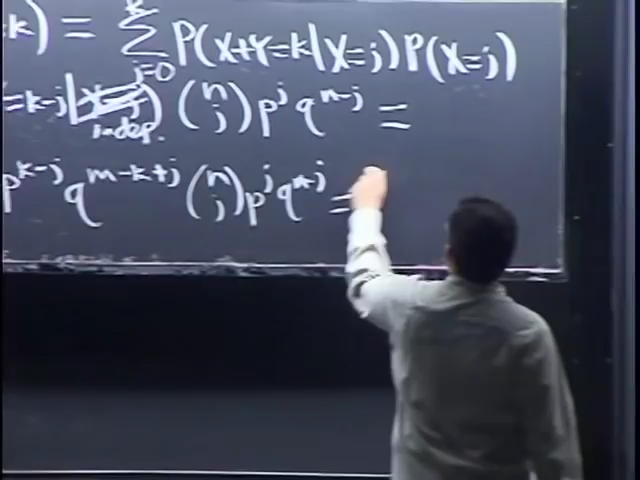 =k) = k Σ j=0 P(X+Y=k|X=j)P(X=j)
=k-j|X=j) (n j) p^j q^{n-j} =
indep.
p^{k-j} q^{m-k+j} (n j) p^j q^{n-j} =